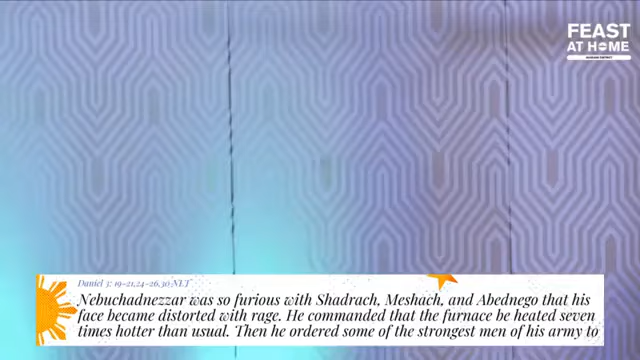 FEAST
AT HOME
Daniel 3: 19-21,24-26,30 NLT
Nebuchadnezzar was so furious with Shadrach, Meshach, and Abednego that his
face became distorted with rage. He commanded that the furnace be heated seven
times hotter than usual. Then he ordered some of the strongest men of his army to